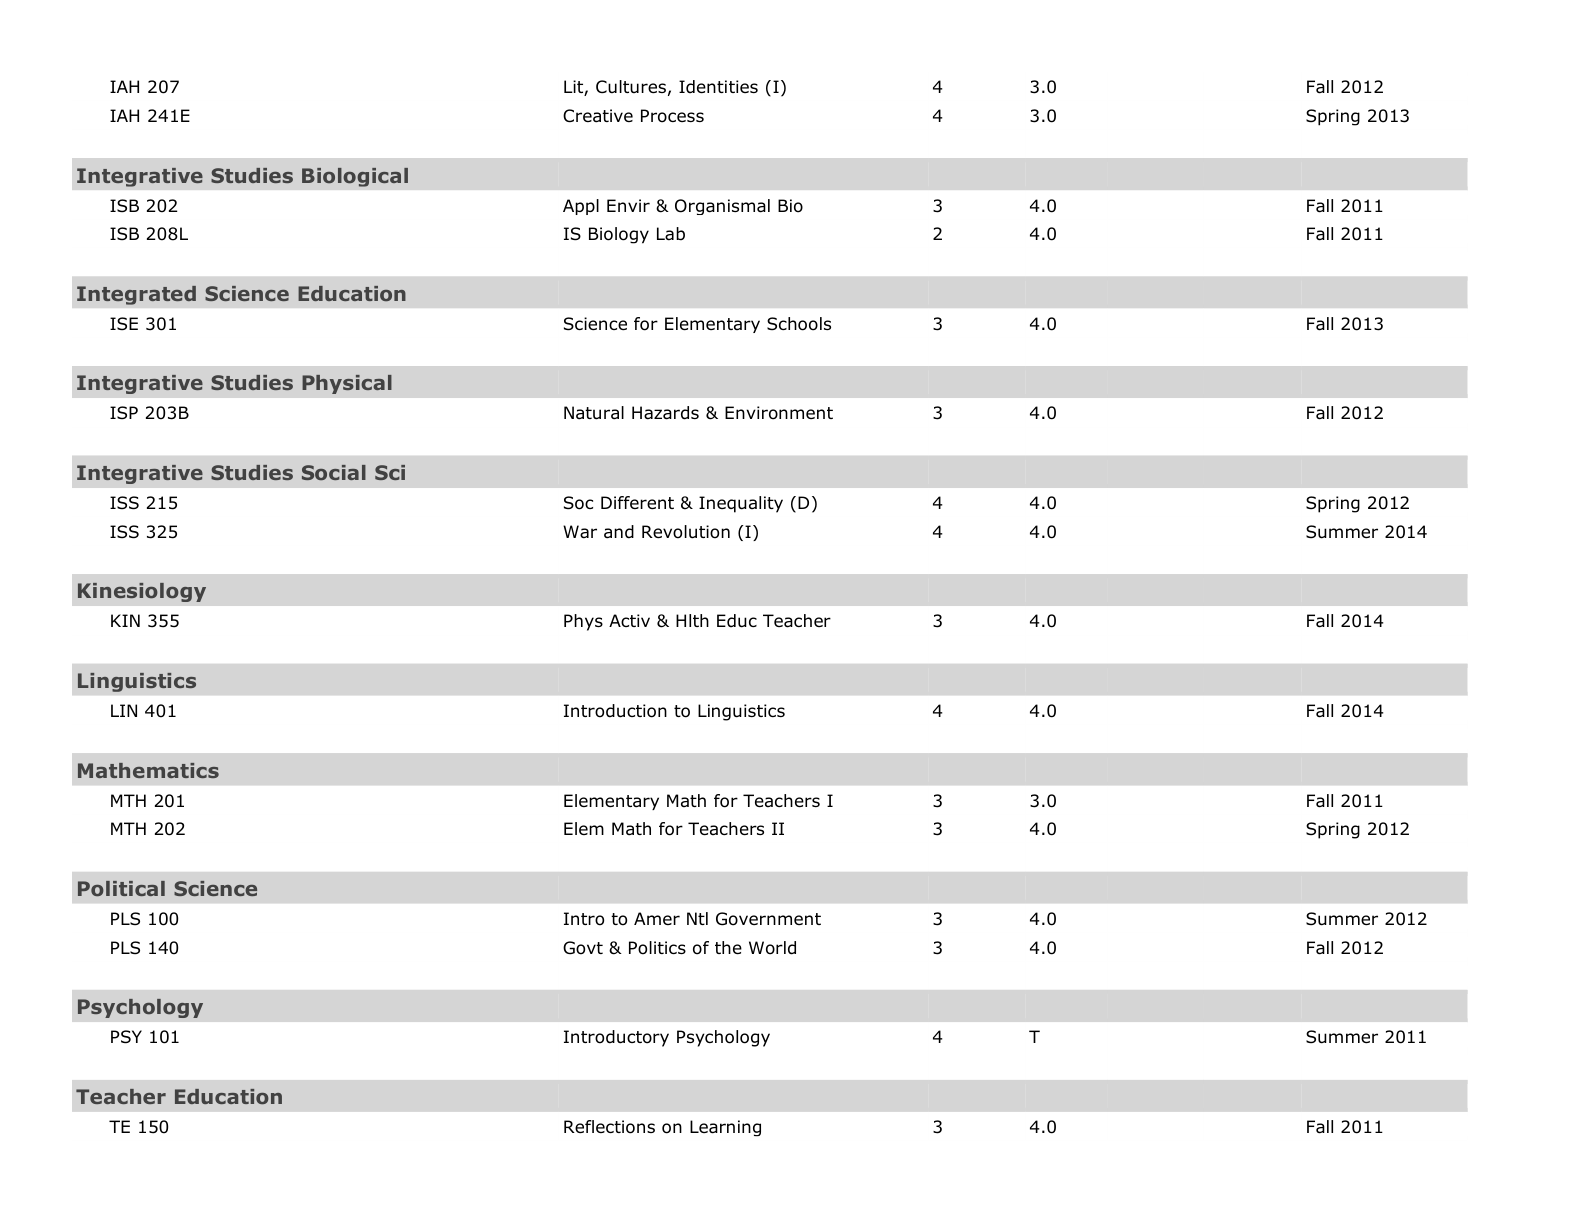 IAH 207 Lit, Cultures, Identities (I) 4 3.0 Fall 2012
IAH 241E Creative Process 4 3.0 Spring 2013
Integrative Studies Biological
ISB 202 Appl Envir & Organismal Bio 3 4.0 Fall 2011
ISB 208L IS Biology Lab 2 4.0 Fall 2011
Integrated Science Education
ISE 301 Science for Elementary Schools 3 4.0 Fall 2013
Integrative Studies Physical
ISP 203B Natural Hazards & Environment 3 4.0 Fall 2012
Integrative Studies Social Sci
ISS 215 Soc Different & Inequality (D) 4 4.0 Spring 2012
ISS 325 War and Revolution (I) 4 4.0 Summer 2014
Kinesiology
KIN 355 Phys Activ & Hlth Educ Teacher 3 4.0 Fall 2014
Linguistics
LIN 401 Introduction to Linguistics 4 4.0 Fall 2014
Mathematics
MTH 201 Elementary Math for Teachers I 3 3.0 Fall 2011
MTH 202 Elem Math for Teachers II 3 4.0 Spring 2012
Political Science
PLS 100 Intro to Amer Ntl Government 3 4.0 Summer 2012
PLS 140 Govt & Politics of the World 3 4.0 Fall 2012
Psychology
PSY 101 Introductory Psychology 4 T Summer 2011
Teacher Education
TE 150 Reflections on Learning 3 4.0 Fall 2011